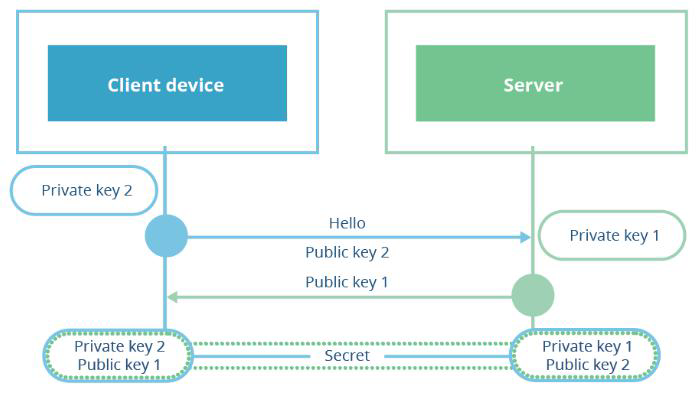 Client device
Server
Private key 2
Hello
Private key 1
Public key 2
Public key 1
Private key 2
Public key 1
Secret
Private key 1
Public key 2